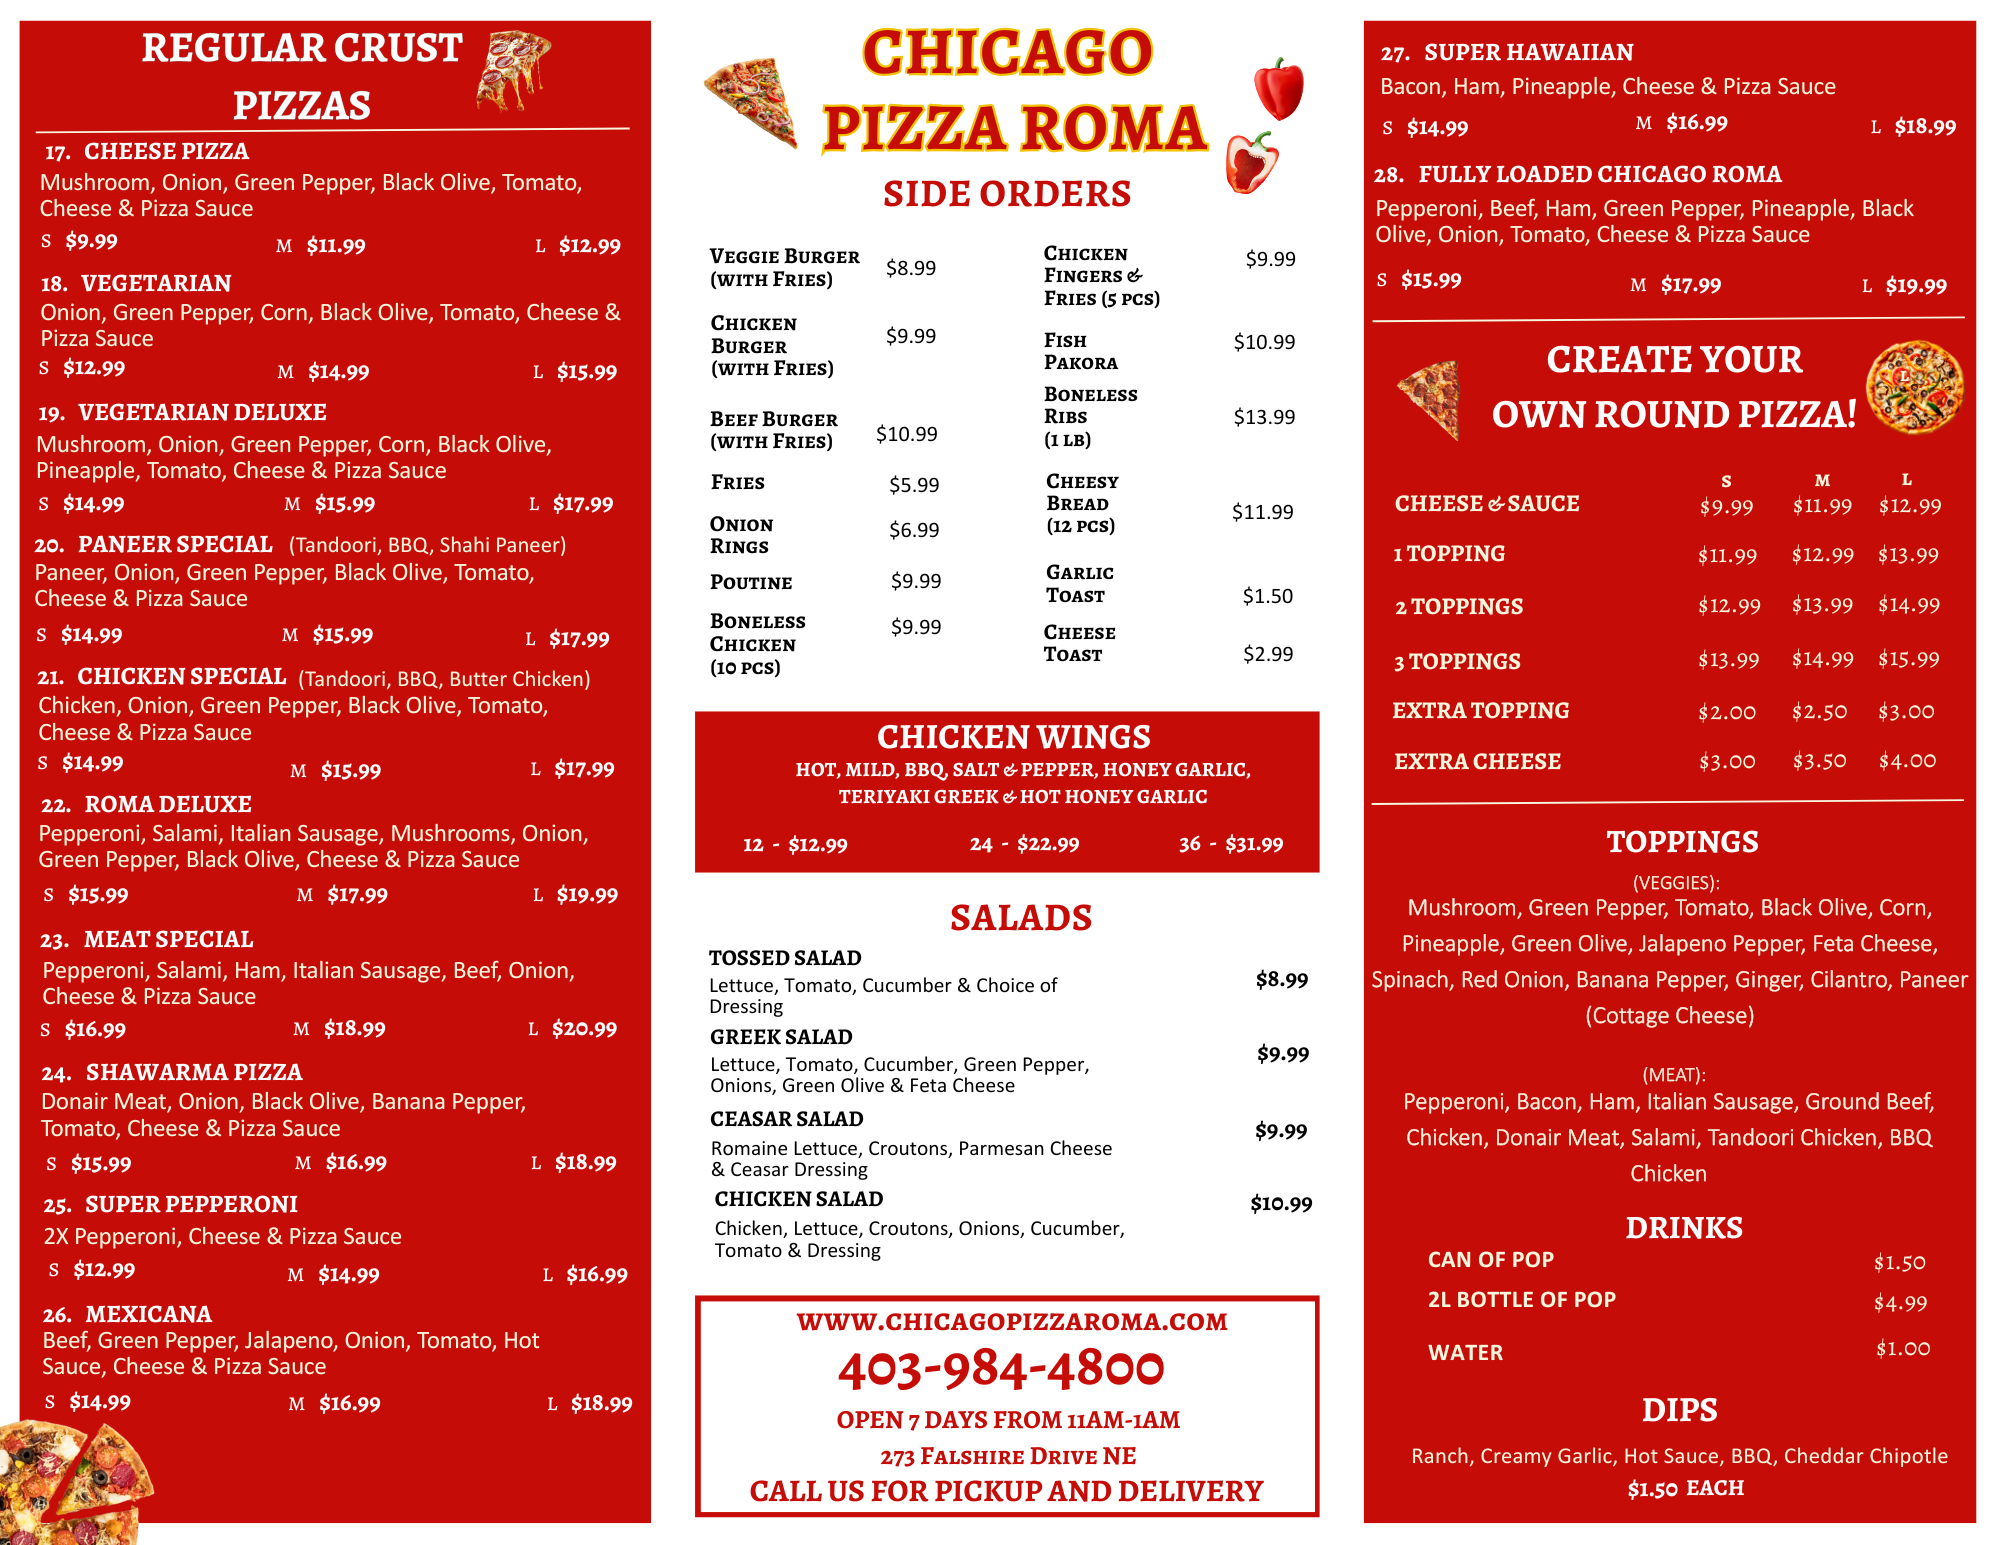 REGULAR CRUST
PIZZAS
17. CHEESE PIZZA
Mushroom, Onion, Green Pepper, Black Olive, Tomato,
Cheese & Pizza Sauce
S $9.99 M $11.99 L $12.99
18. VEGETARIAN
Onion, Green Pepper, Corn, Black Olive, Tomato, Cheese &
Pizza Sauce
S $12.99 M $14.99 L $15.99
19. VEGETARIAN DELUXE
Mushroom, Onion, Green Pepper, Corn, Black Olive,
Pineapple, Tomato, Cheese & Pizza Sauce
S $14.99 M $15.99 L $17.99
20. PANEER SPECIAL (Tandoori, BBQ, Shahi Paneer)
Paneer, Onion, Green Pepper, Black Olive, Tomato,
Cheese & Pizza Sauce
S $14.99 M $15.99 L $17.99
21. CHICKEN SPECIAL (Tandoori, BBQ, Butter Chicken)
Chicken, Onion, Green Pepper, Black Olive, Tomato,
Cheese & Pizza Sauce
S $14.99 M $15.99 L $17.99
22. ROMA DELUXE
Pepperoni, Salami, Italian Sausage, Mushrooms, Onion,
Green Pepper, Black Olive, Cheese & Pizza Sauce
S $15.99 M $17.99 L $19.99
23. MEAT SPECIAL
Pepperoni, Salami, Ham, Italian Sausage, Beef, Onion,
Cheese & Pizza Sauce
S $16.99 M $18.99 L $20.99
24. SHAWARMA PIZZA
Donair Meat, Onion, Black Olive, Banana Pepper,
Tomato, Cheese & Pizza Sauce
S $15.99 M $16.99 L $18.99
25. SUPER PEPPERONI
2X Pepperoni, Cheese & Pizza Sauce
S $12.99 M $14.99 L $16.99
26. MEXICANA
Beef, Green Pepper, Jalapeno, Onion, Tomato, Hot
Sauce, Cheese & Pizza Sauce
S $14.99 M $16.99 L $18.99
CHICAGO
PIZZA ROMA
SIDE ORDERS
VEGGIE BURGER
(WITH FRIES) $8.99
CHICKEN
BURGER
(WITH FRIES) $9.99
BEEF BURGER
(WITH FRIES) $10.99
FRIES $5.99
ONION
RINGS $6.99
POUTINE $9.99
BONELESS
CHICKEN
(10 PCS) $9.99
CHICKEN
FINGERS &
FRIES (5 PCS) $9.99
FISH
PAKORA $10.99
BONELESS
RIBS
(1 LB) $13.99
CHEESY
BREAD
(12 PCS) $11.99
GARLIC
TOAST $1.50
CHEESE
TOAST $2.99
CHICKEN WINGS
HOT, MILD, BBQ, SALT & PEPPER, HONEY GARLIC,
TERIYAKI GREEK & HOT HONEY GARLIC
12 - $12.99 24 - $22.99 36 - $31.99
SALADS
TOSSED SALAD
Lettuce, Tomato, Cucumber & Choice of
Dressing $8.99
GREEK SALAD
Lettuce, Tomato, Cucumber, Green Pepper,
Onions, Green Olive & Feta Cheese $9.99
CEASAR SALAD
Romaine Lettuce, Croutons, Parmesan Cheese
& Ceasar Dressing $9.99
CHICKEN SALAD
Chicken, Lettuce, Croutons, Onions, Cucumber,
Tomato & Dressing $10.99
WWW.CHICAGOPIZZAROMA.COM
403-984-4800
OPEN 7 DAYS FROM 11AM-1AM
273 FALSHIRE DRIVE NE
CALL US FOR PICKUP AND DELIVERY
27. SUPER HAWAIIAN
Bacon, Ham, Pineapple, Cheese & Pizza Sauce
S $14.99 M $16.99 L $18.99
28. FULLY LOADED CHICAGO ROMA
Pepperoni, Beef, Ham, Green Pepper, Pineapple, Black
Olive, Onion, Tomato, Cheese & Pizza Sauce
S $15.99 M $17.99 L $19.99
CREATE YOUR
OWN ROUND PIZZA!
L
S M L
CHEESE & SAUCE $9.99 $11.99 $12.99
1 TOPPING $11.99 $12.99 $13.99
2 TOPPINGS $12.99 $13.99 $14.99
3 TOPPINGS $13.99 $14.99 $15.99
EXTRA TOPPING $2.00 $2.50 $3.00
EXTRA CHEESE $3.00 $3.50 $4.00
TOPPINGS
(VEGGIES):
Mushroom, Green Pepper, Tomato, Black Olive, Corn,
Pineapple, Green Olive, Jalapeno Pepper, Feta Cheese,
Spinach, Red Onion, Banana Pepper, Ginger, Cilantro, Paneer
(Cottage Cheese)
(MEAT):
Pepperoni, Bacon, Ham, Italian Sausage, Ground Beef,
Chicken, Donair Meat, Salami, Tandoori Chicken, BBQ
Chicken
DRINKS
CAN OF POP $1.50
2L BOTTLE OF POP $4.99
WATER $1.00
DIPS
Ranch, Creamy Garlic, Hot Sauce, BBQ, Cheddar Chipotle
$1.50 EACH